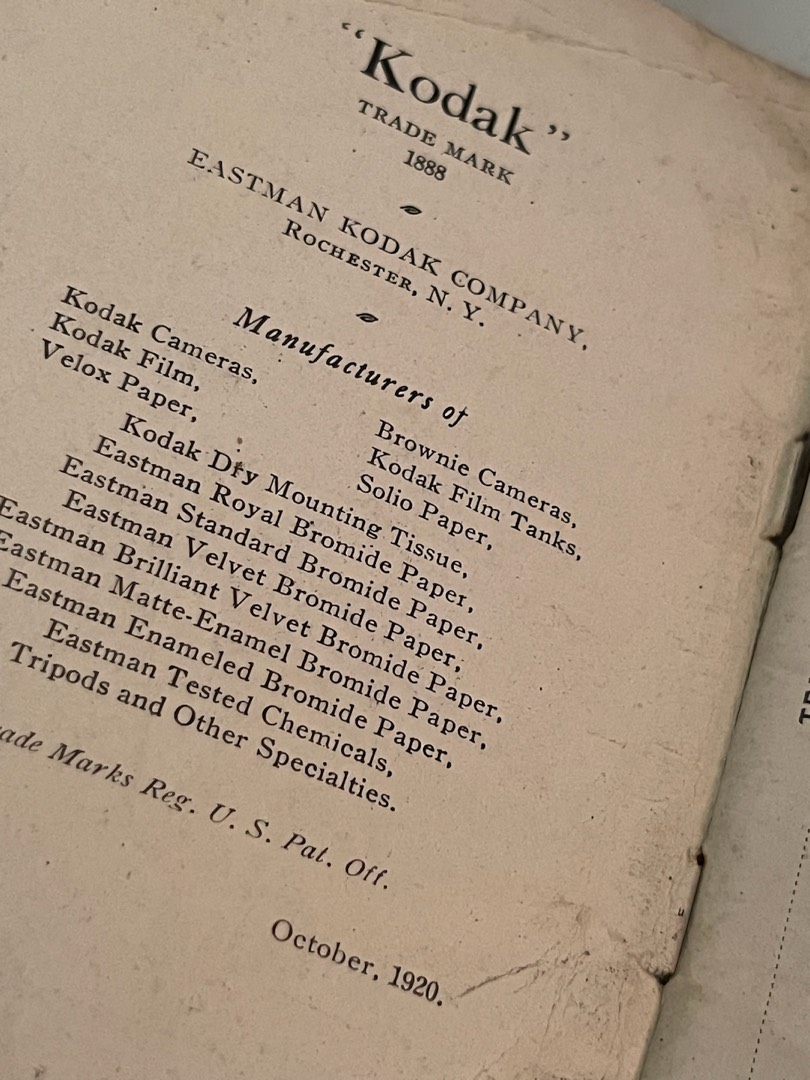 "Kodak"
TRADE MARK
1888
EASTMAN KODAK COMPANY,
ROCHESTER, N. Y.
Manufacturers of
Kodak Cameras,
Kodak Film,
Velox Paper,
Brownie Cameras,
Kodak Film Tanks,
Solio Paper,
Kodak Dry Mounting Tissue,
Eastman Royal Bromide Paper,
Eastman Standard Bromide Paper,
Eastman Velvet Bromide Paper,
Eastman Brilliant Velvet Bromide Paper,
Eastman Matte-Enamel Bromide Paper,
Eastman Enameled Bromide Paper,
Eastman Tested Chemicals,
Tripods and Other Specialties.
ade Marks Reg. U. S. Pat. Off.
October, 1920.